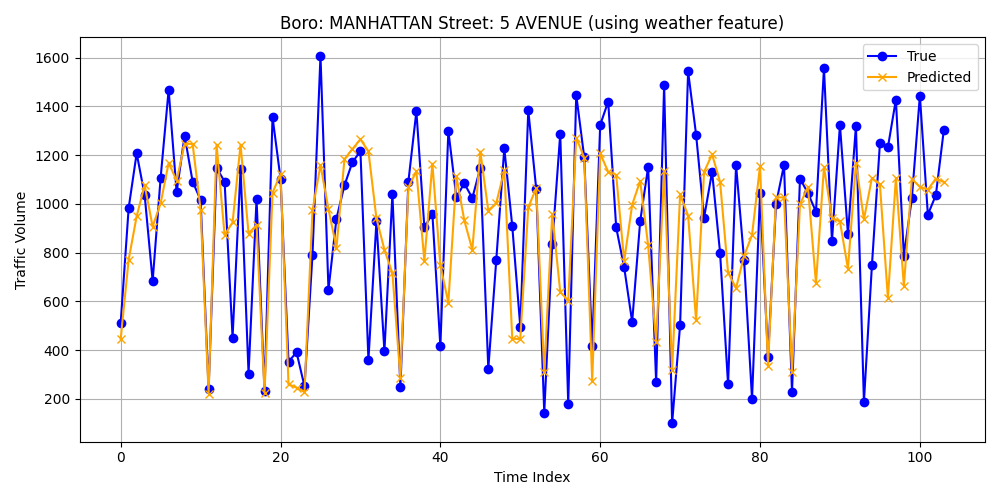 Boro: MANHATTAN Street: 5 AVENUE (using weather feature)
True
Predicted
Traffic Volume
1600
1400
1200
1000
800
600
400
200
0 20 40 60 80 100
Time Index